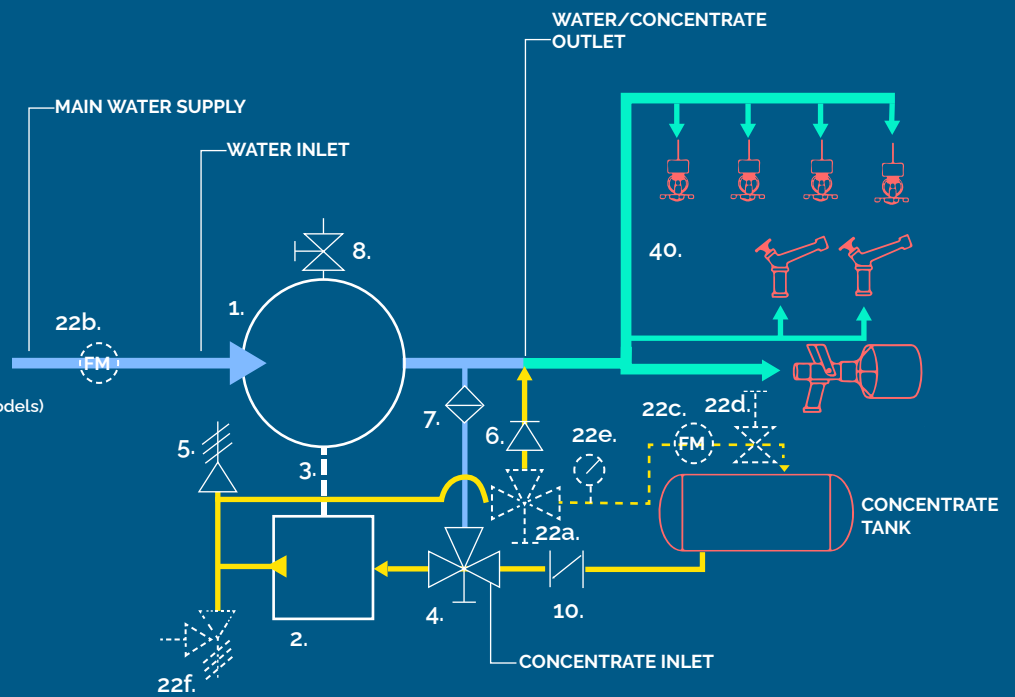 WATER/CONCENTRATE
OUTLET
MAIN WATER SUPPLY
WATER INLET
8.
40.
1.
22b.
FM
odels)
7.
5.
6.
22e.
22c.
22d.
FM
3.
CONCENTRATE
TANK
22a.
4.
10.
2.
CONCENTRATE INLET
22f.